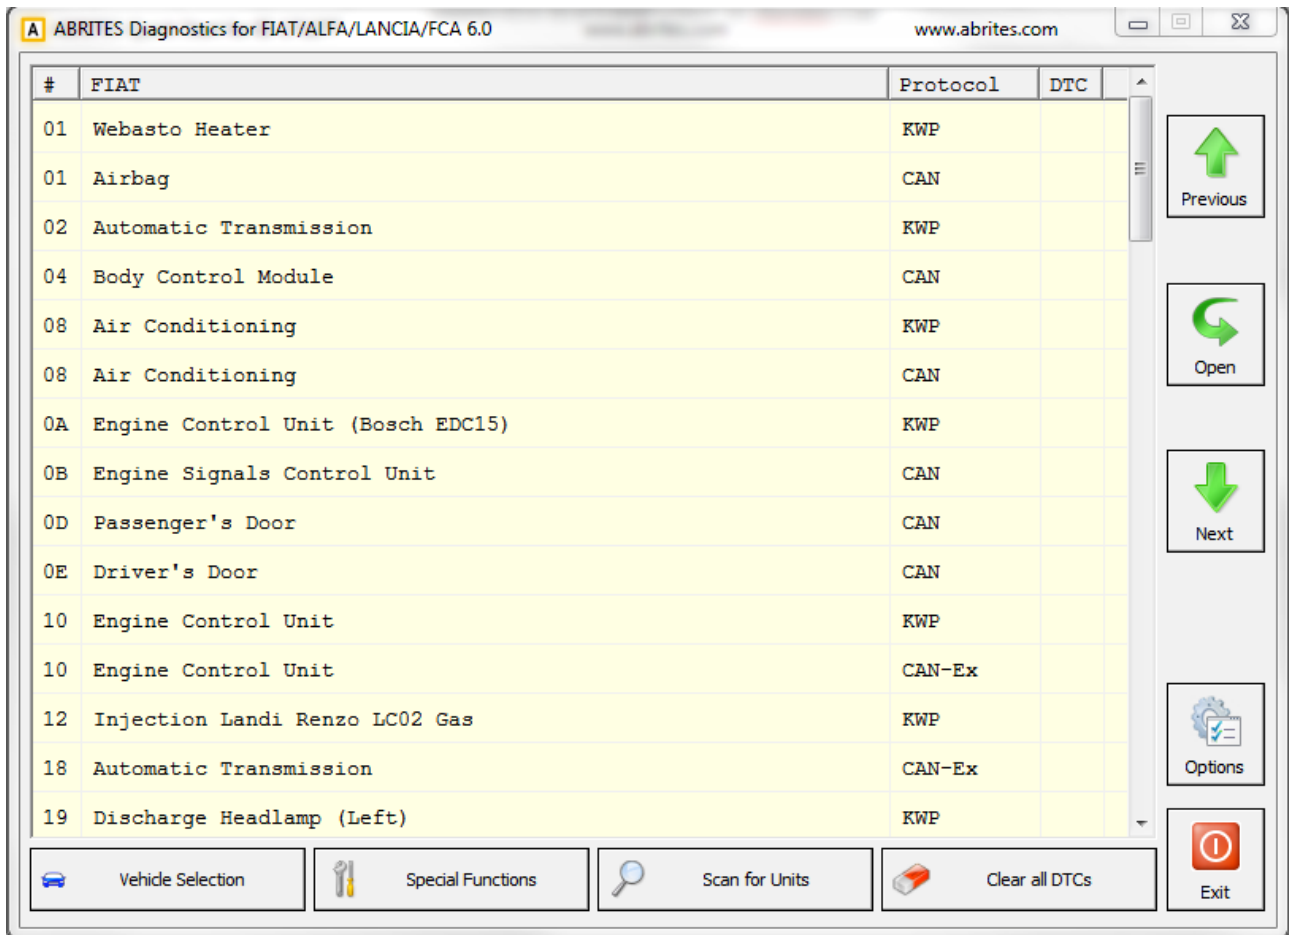 A ABRITES Diagnostics for FIAT/ALFA/LANCIA/FCA 6.0 www.abrites.com
# FIAT Protocol DTC
01 Webasto Heater KWP
01 Airbag CAN
02 Automatic Transmission KWP
04 Body Control Module CAN
08 Air Conditioning KWP
08 Air Conditioning CAN
0A Engine Control Unit (Bosch EDC15) KWP
0B Engine Signals Control Unit CAN
0D Passenger's Door CAN
0E Driver's Door CAN
10 Engine Control Unit KWP
10 Engine Control Unit CAN-Ex
12 Injection Landi Renzo LC02 Gas KWP
18 Automatic Transmission CAN-Ex
19 Discharge Headlamp (Left) KWP
Previous
Open
Next
Options
Exit
Vehicle Selection Special Functions Scan for Units Clear all DTCs